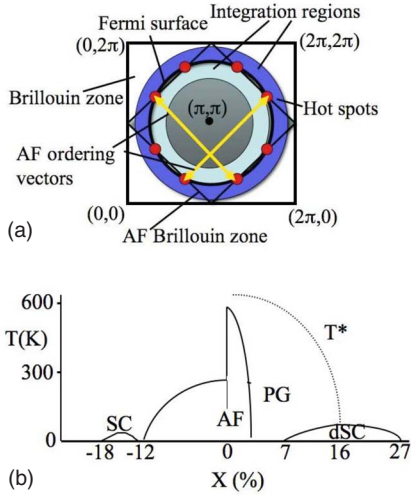 Fermi surface
Integration regions
(0,2π)
(2π,2π)
Brillouin zone
(π,π)
Hot spots
AF ordering
vectors
(0,0)
(2π,0)
AF Brillouin zone
(a)
600
T(K)
T*
300
PG
SC
AF
dSC
0
-18 -12 0 7 16 27
X (%)
(b)